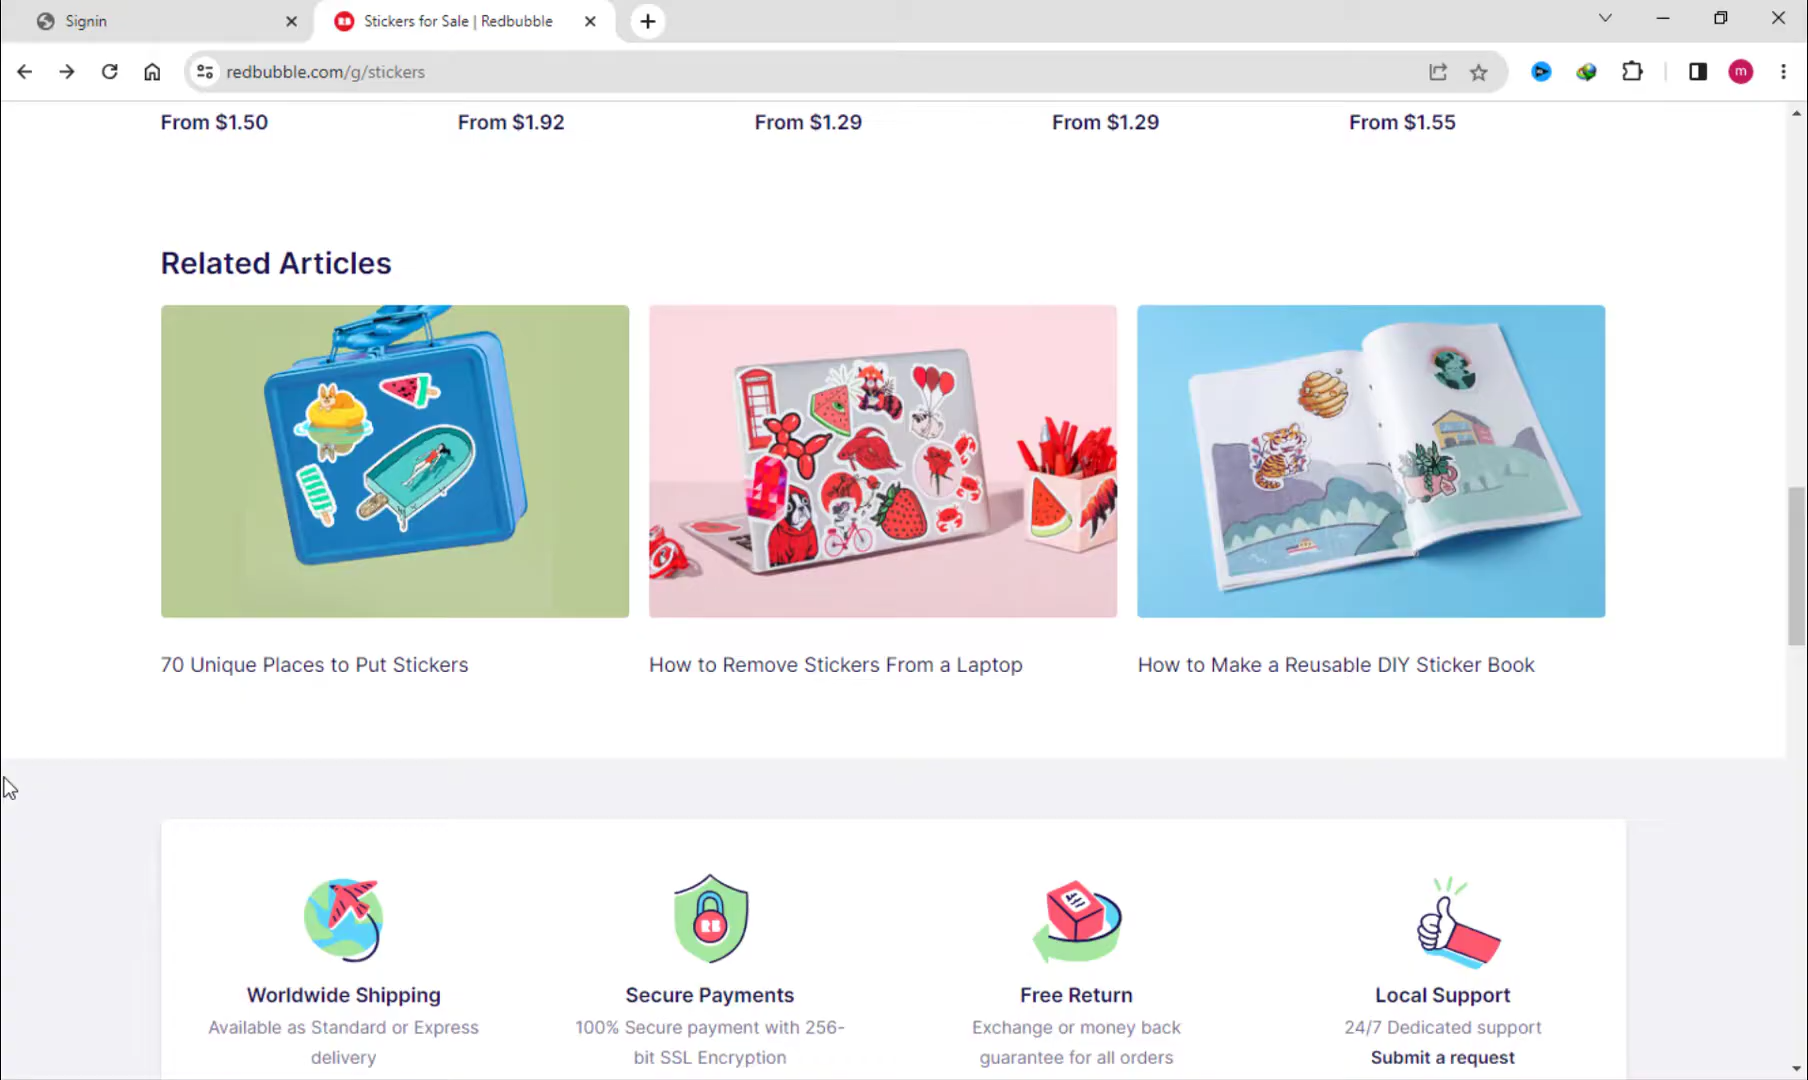 Signin
Stickers for Sale | Redbubble
redbubble.com/g/stickers
m
From $1.50
From $1.92
From $1.29
From $1.29
From $1.55
Related Articles
70 Unique Places to Put Stickers
How to Remove Stickers From a Laptop
How to Make a Reusable DIY Sticker Book
RB
Worldwide Shipping
Available as Standard or Express
delivery
Secure Payments
100% Secure payment with 256-
bit SSL Encryption
Free Return
Exchange or money back
guarantee for all orders
Local Support
24/7 Dedicated support
Submit a request